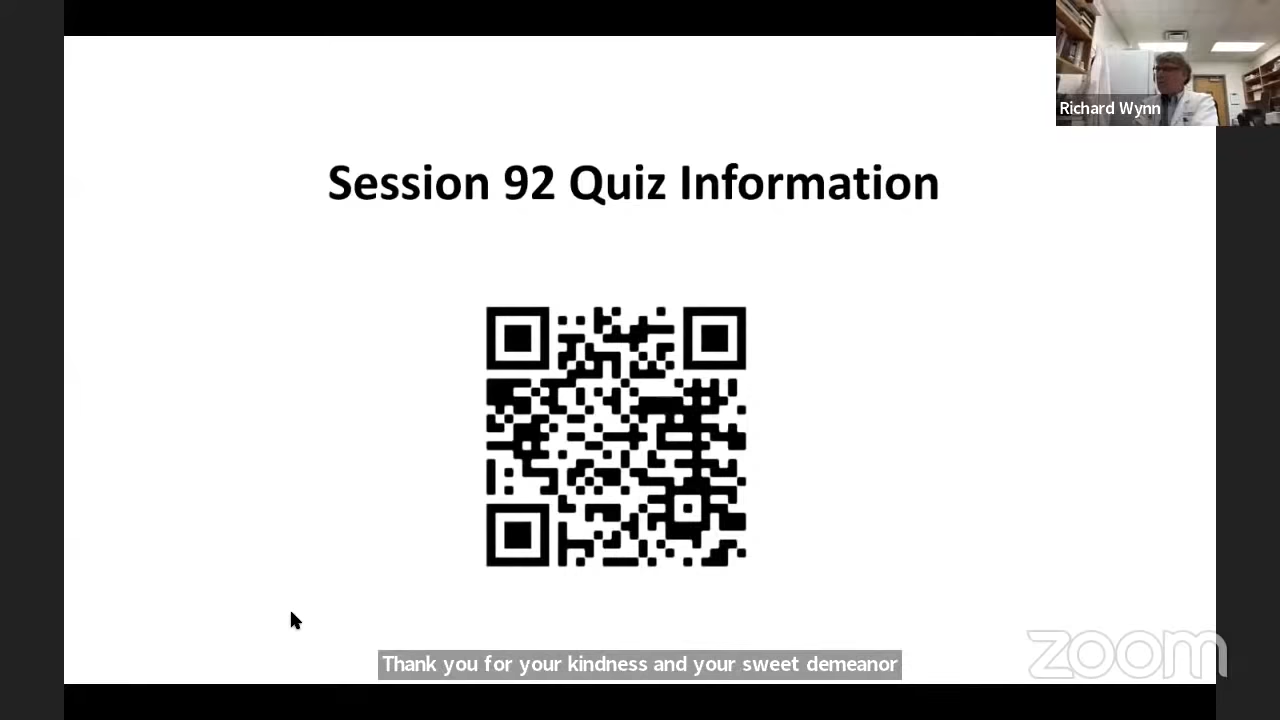 Richard Wynn
Session 92 Quiz Information
Thank you for your kindness and your sweet demeanor
zoom